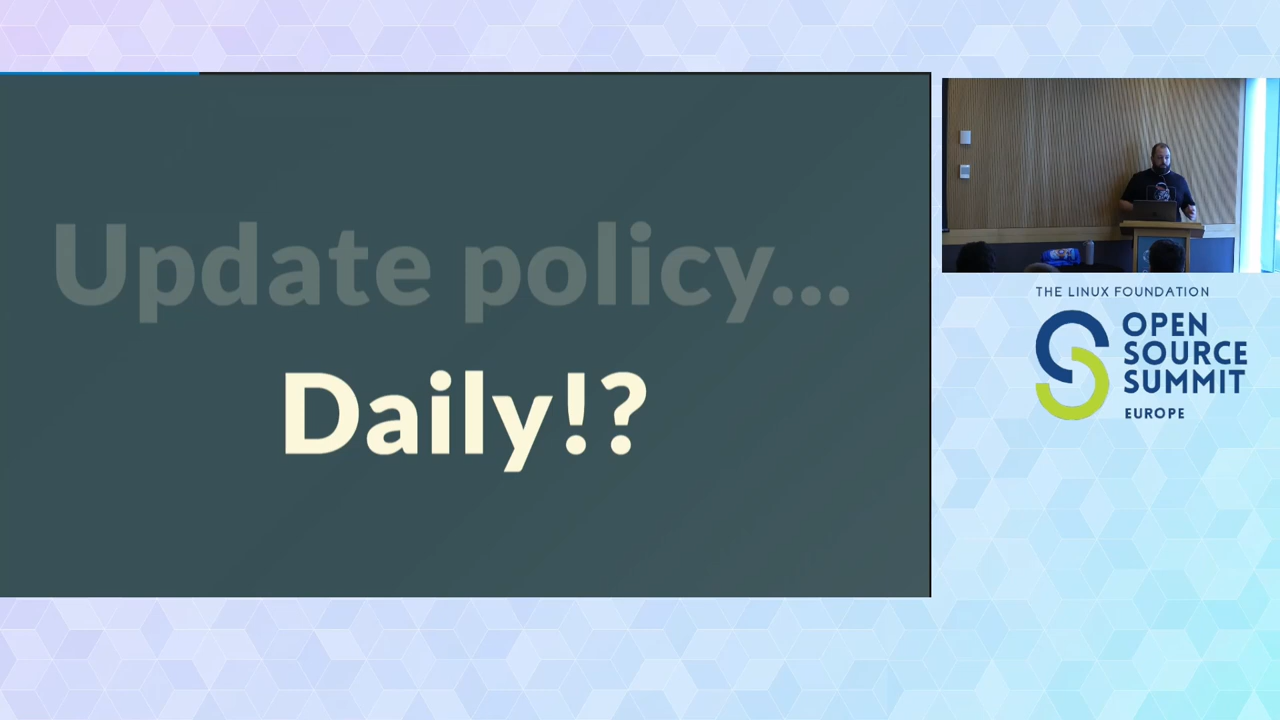 Update policy...
Daily!?
THE LINUX FOUNDATION
OPEN
SOURCE
SUMMIT
EUROPE